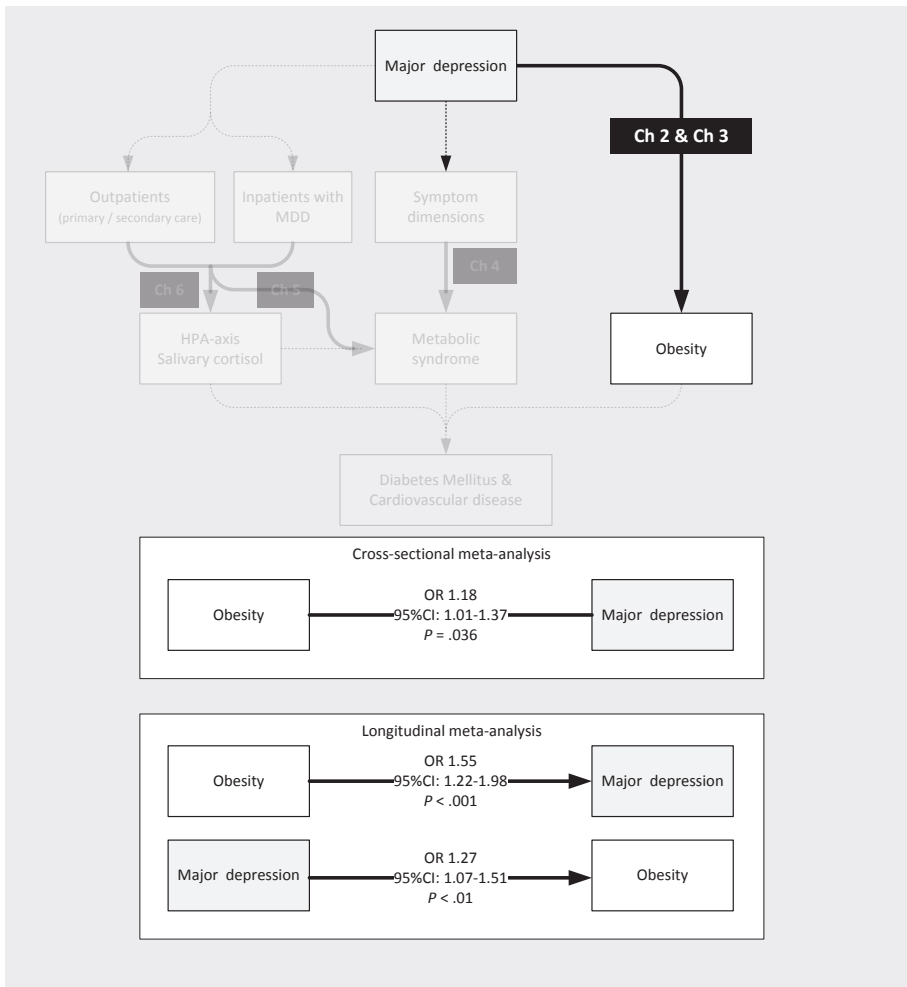 Major depression
Ch 2 & Ch 3
Outpatients
(primary / secondary care)
Inpatients with
MDD
Symptom
dimensions
Ch 6
Ch 5
Ch 4
HPA-axis
Salivary cortisol
Metabolic
syndrome
Obesity
Diabetes Mellitus &
Cardiovascular disease
Cross-sectional meta-analysis
Obesity
OR 1.18
95%CI: 1.01-1.37
P = .036
Major depression
Longitudinal meta-analysis
Obesity
OR 1.55
95%CI: 1.22-1.98
P < .001
Major depression
Major depression
OR 1.27
95%CI: 1.07-1.51
P < .01
Obesity